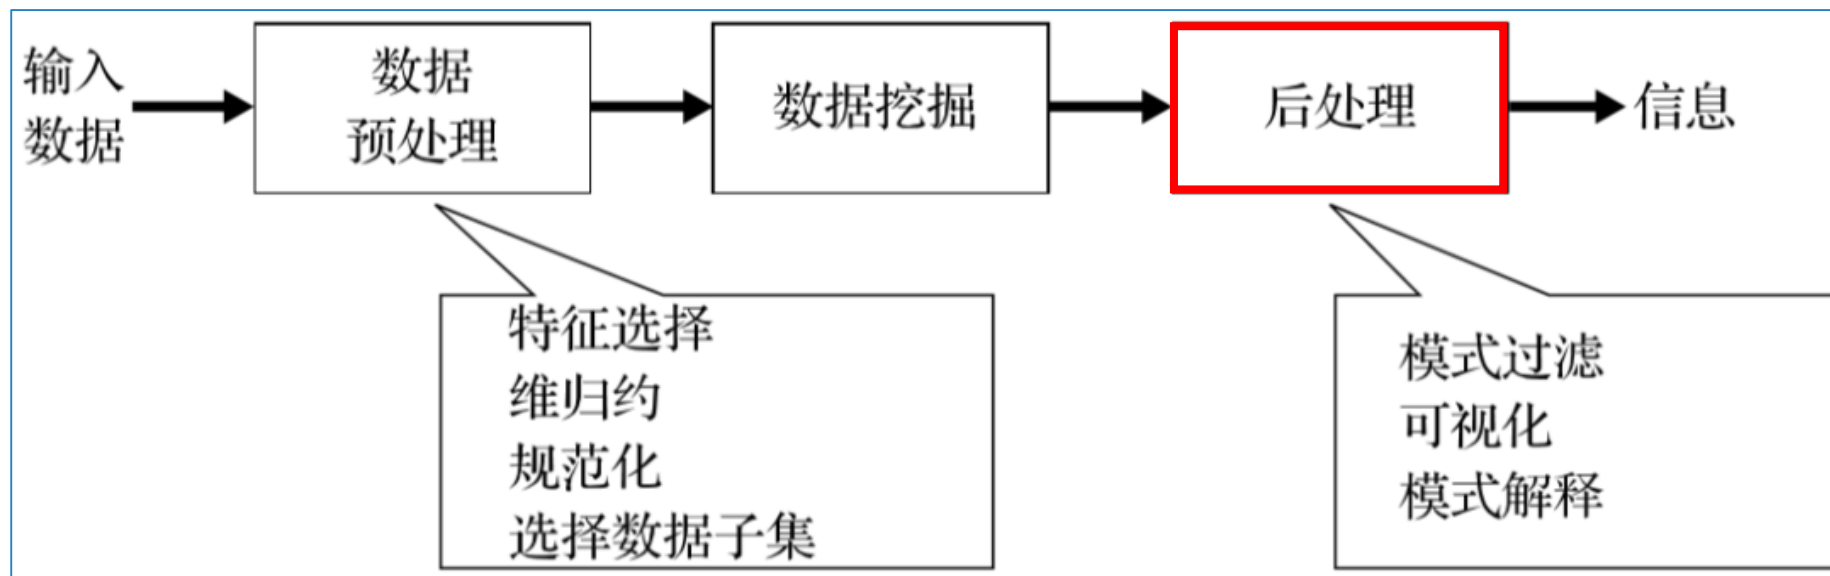 输入
数据
数据
预处理
数据挖掘
后处理
信息
特征选择
维归约
规范化
选择数据子集
模式过滤
可视化
模式解释